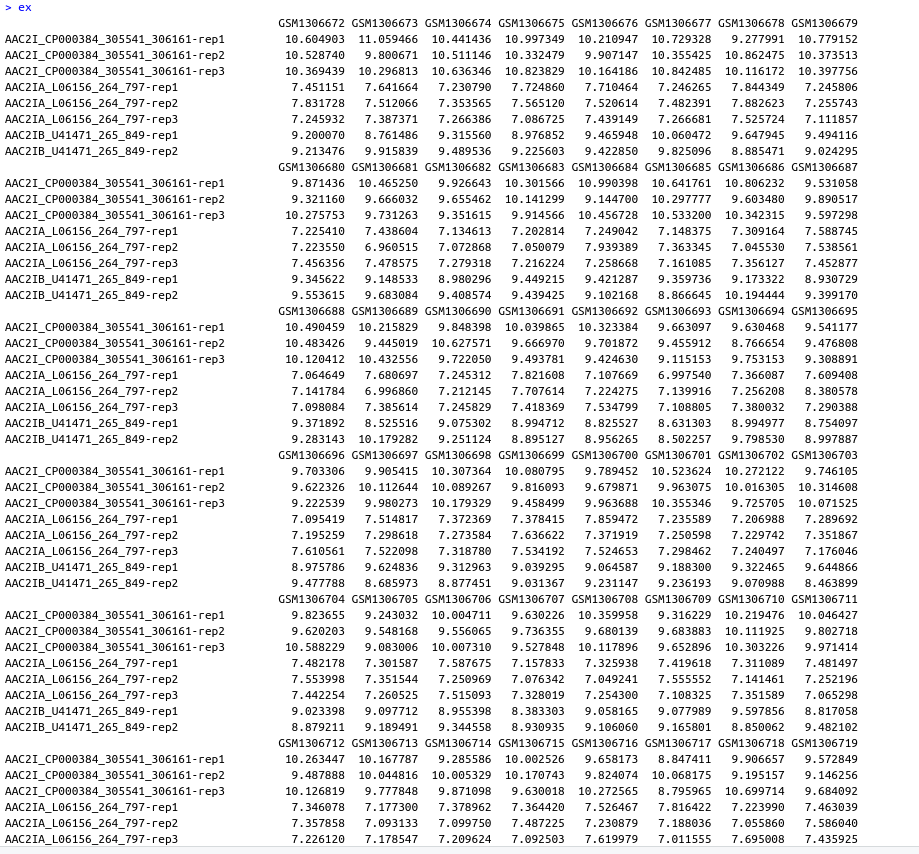 > ex
GSM1306672 GSM1306673 GSM1306674 GSM1306675 GSM1306676 GSM1306677 GSM1306678 GSM1306679
AAC2I_CP000384_305541_306161-rep1 10.604903 11.059466 10.441436 10.997349 10.210947 10.729328 9.277991 10.779152
AAC2I_CP000384_305541_306161-rep2 10.528740 9.800671 10.511146 10.332479 9.907147 10.355425 10.862475 10.373513
AAC2I_CP000384_305541_306161-rep3 10.369439 10.296813 10.636346 10.823829 10.164186 10.842485 10.116172 10.397756
AAC2IA_L06156_264_797-rep1 7.451151 7.641664 7.230790 7.724860 7.710464 7.246265 7.844349 7.245806
AAC2IA_L06156_264_797-rep2 7.831728 7.512066 7.353565 7.565120 7.520614 7.482391 7.882623 7.255743
AAC2IA_L06156_264_797-rep3 7.245932 7.387371 7.266386 7.086725 7.439149 7.266681 7.525724 7.111857
AAC2IB_U41471_265_849-rep1 9.200070 8.761486 9.315560 8.976852 9.465948 10.060472 9.647945 9.494116
AAC2IB_U41471_265_849-rep2 9.213476 9.915839 9.489536 9.225603 9.422850 9.825096 8.885471 9.024295
GSM1306680 GSM1306681 GSM1306682 GSM1306683 GSM1306684 GSM1306685 GSM1306686 GSM1306687
AAC2I_CP000384_305541_306161-rep1 9.871436 10.465250 9.926643 10.301566 10.990398 10.641761 10.806232 9.531058
AAC2I_CP000384_305541_306161-rep2 9.321160 9.666032 9.655462 10.141299 9.144700 10.297777 9.603480 9.890517
AAC2I_CP000384_305541_306161-rep3 10.275753 9.731263 9.351615 9.914566 10.456728 10.533200 10.342315 9.597298
AAC2IA_L06156_264_797-rep1 7.225410 7.438604 7.134613 7.202814 7.249042 7.148375 7.309164 7.588745
AAC2IA_L06156_264_797-rep2 7.223550 6.960515 7.072868 7.050079 7.939389 7.363345 7.045530 7.538561
AAC2IA_L06156_264_797-rep3 7.456356 7.478575 7.279318 7.216224 7.258668 7.161085 7.356127 7.452877
AAC2IB_U41471_265_849-rep1 9.345622 9.148533 8.980296 9.449215 9.421287 9.359736 9.173322 8.930729
AAC2IB_U41471_265_849-rep2 9.553615 9.683084 9.408574 9.439425 9.102168 8.866645 10.194444 9.399170
GSM1306688 GSM1306689 GSM1306690 GSM1306691 GSM1306692 GSM1306693 GSM1306694 GSM1306695
AAC2I_CP000384_305541_306161-rep1 10.490459 10.215829 9.848398 10.039865 10.323384 9.663097 9.630468 9.541177
AAC2I_CP000384_305541_306161-rep2 10.483426 9.445019 10.627571 9.666970 9.701872 9.455912 8.766654 9.476808
AAC2I_CP000384_305541_306161-rep3 10.120412 10.432556 9.722050 9.493781 9.424630 9.115153 9.753153 9.308891
AAC2IA_L06156_264_797-rep1 7.064649 7.680697 7.245312 7.821608 7.107669 6.997540 7.366087 7.609408
AAC2IA_L06156_264_797-rep2 7.141784 6.996860 7.212145 7.707614 7.224275 7.139916 7.256208 8.380578
AAC2IA_L06156_264_797-rep3 7.098084 7.385614 7.245829 7.418369 7.534799 7.108805 7.380032 7.290388
AAC2IB_U41471_265_849-rep1 9.371892 8.525516 9.075302 8.994712 8.825527 8.631303 8.994977 8.754097
AAC2IB_U41471_265_849-rep2 9.283143 10.179282 9.251124 8.895127 8.956265 8.502257 9.798530 8.997887
GSM1306696 GSM1306697 GSM1306698 GSM1306699 GSM1306700 GSM1306701 GSM1306702 GSM1306703
AAC2I_CP000384_305541_306161-rep1 9.703306 9.905415 10.307364 10.080795 9.789452 10.523624 10.272122 9.746105
AAC2I_CP000384_305541_306161-rep2 9.622326 10.112644 10.089267 9.816093 9.679871 9.963075 10.016305 10.314608
AAC2I_CP000384_305541_306161-rep3 9.222539 9.980273 10.179329 9.458499 9.963688 10.355346 9.725705 10.071525
AAC2IA_L06156_264_797-rep1 7.095419 7.514817 7.372369 7.378415 7.859472 7.235589 7.206988 7.289692
AAC2IA_L06156_264_797-rep2 7.195259 7.298618 7.273584 7.636622 7.371919 7.250598 7.229742 7.351867
AAC2IA_L06156_264_797-rep3 7.610561 7.522098 7.318780 7.534192 7.524653 7.298462 7.240497 7.176046
AAC2IB_U41471_265_849-rep1 8.975786 9.624836 9.312963 9.039295 9.064587 9.188300 9.322465 9.644866
AAC2IB_U41471_265_849-rep2 9.477788 8.685973 8.877451 9.031367 9.231147 9.236193 9.070988 8.463899
GSM1306704 GSM1306705 GSM1306706 GSM1306707 GSM1306708 GSM1306709 GSM1306710 GSM1306711
AAC2I_CP000384_305541_306161-rep1 9.823655 9.243032 10.004711 9.630226 10.359958 9.316229 10.219476 10.046427
AAC2I_CP000384_305541_306161-rep2 9.620203 9.548168 9.556065 9.736355 9.680139 9.683883 10.111925 9.802718
AAC2I_CP000384_305541_306161-rep3 10.588229 9.083006 10.007310 9.527848 10.117896 9.652896 10.303226 9.971414
AAC2IA_L06156_264_797-rep1 7.482178 7.301587 7.587675 7.157833 7.325938 7.419618 7.311089 7.481497
AAC2IA_L06156_264_797-rep2 7.553998 7.351544 7.250969 7.076342 7.049241 7.555552 7.141461 7.252196
AAC2IA_L06156_264_797-rep3 7.442254 7.260525 7.515093 7.328019 7.254300 7.108325 7.351589 7.065298
AAC2IB_U41471_265_849-rep1 9.023398 9.097712 8.955398 8.383303 9.058165 9.077989 9.597856 8.817058
AAC2IB_U41471_265_849-rep2 8.879211 9.189491 9.344558 8.930935 9.106060 9.165801 8.850062 9.482102
GSM1306712 GSM1306713 GSM1306714 GSM1306715 GSM1306716 GSM1306717 GSM1306718 GSM1306719
AAC2I_CP000384_305541_306161-rep1 10.263447 10.167787 9.285586 10.002526 9.658173 8.847411 9.906657 9.572849
AAC2I_CP000384_305541_306161-rep2 9.487888 10.044816 10.005329 10.170743 9.824074 10.068175 9.195157 9.146256
AAC2I_CP000384_305541_306161-rep3 10.126819 9.777848 9.871098 9.630018 10.272565 8.795965 10.699714 9.684092
AAC2IA_L06156_264_797-rep1 7.346078 7.177300 7.378962 7.364420 7.526467 7.816422 7.223990 7.463039
AAC2IA_L06156_264_797-rep2 7.357858 7.093133 7.099750 7.487225 7.230879 7.188036 7.055860 7.586040
AAC2IA_L06156_264_797-rep3 7.226120 7.178547 7.209624 7.092503 7.619979 7.011555 7.695008 7.435925